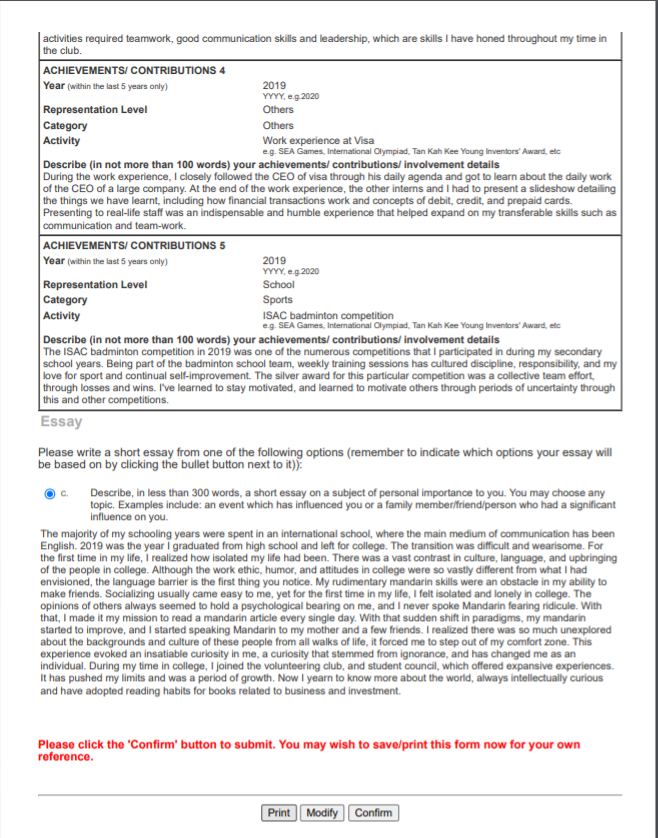 activities required teamwork, good communication skills and leadership, which are skills I have honed throughout my time in
the club.
ACHIEVEMENTS/ CONTRIBUTIONS 4
Year (within the last 5 years only) 2019
YYYY, e.g.2020
Representation Level Others
Category Others
Activity Work experience at Visa
e.g. SEA Games, International Olympiad, Tan Kah Kee Young Inventors' Award, etc
Describe (in not more than 100 words) your achievements/ contributions/ involvement details
During the work experience, I closely followed the CEO of visa through his daily agenda and got to learn about the daily work
of the CEO of a large company. At the end of the work experience, the other interns and I had to present a slideshow detailing
the things we have learnt, including how financial transactions work and concepts of debit, credit, and prepaid cards.
Presenting to real-life staff was an indispensable and humble experience that helped expand on my transferable skills such as
communication and team-work.
ACHIEVEMENTS/ CONTRIBUTIONS 5
Year (within the last 5 years only) 2019
YYYY, e.g.2020
Representation Level School
Category Sports
Activity ISAC badminton competition
e.g. SEA Games, International Olympiad, Tan Kah Kee Young Inventors' Award, etc
Describe (in not more than 100 words) your achievements/ contributions/ involvement details
The ISAC badminton competition in 2019 was one of the numerous competitions that I participated in during my secondary
school years. Being part of the badminton school team, weekly training sessions has cultured discipline, responsibility, and my
love for sport and continual self-improvement. The silver award for this particular competition was a collective team effort,
through losses and wins. I've learned to stay motivated, and learned to motivate others through periods of uncertainty through
this and other competitions.
Essay
Please write a short essay from one of the following options (remember to indicate which options your essay will
be based on by clicking the bullet button next to it)):
c. Describe, in less than 300 words, a short essay on a subject of personal importance to you. You may choose any
topic. Examples include: an event which has influenced you or a family member/friend/person who had a significant
influence on you.
The majority of my schooling years were spent in an international school, where the main medium of communication has been
English. 2019 was the year I graduated from high school and left for college. The transition was difficult and wearisome. For
the first time in my life, I realized how isolated my life had been. There was a vast contrast in culture, language, and upbringing
of the people in college. Although the work ethic, humor, and attitudes in college were so vastly different from what I had
envisioned, the language barrier is the first thing you notice. My rudimentary mandarin skills were an obstacle in my ability to
make friends. Socializing usually came easy to me, yet for the first time in my life, I felt isolated and lonely in college. The
opinions of others always seemed to hold a psychological bearing on me, and I never spoke Mandarin fearing ridicule. With
that, I made it my mission to read a mandarin article every single day. With that sudden shift in paradigms, my mandarin
started to improve, and I started speaking Mandarin to my mother and a few friends. I realized there was so much unexplored
about the backgrounds and culture of these people from all walks of life, it forced me to step out of my comfort zone. This
experience evoked an insatiable curiosity in me, a curiosity that stemmed from ignorance, and has changed me as an
individual. During my time in college, I joined the volunteering club, and student council, which offered expansive experiences.
It has pushed my limits and was a period of growth. Now I yearn to know more about the world, always intellectually curious
and have adopted reading habits for books related to business and investment.
Please click the 'Confirm' button to submit. You may wish to save/print this form now for your own
reference.
Print Modify Confirm